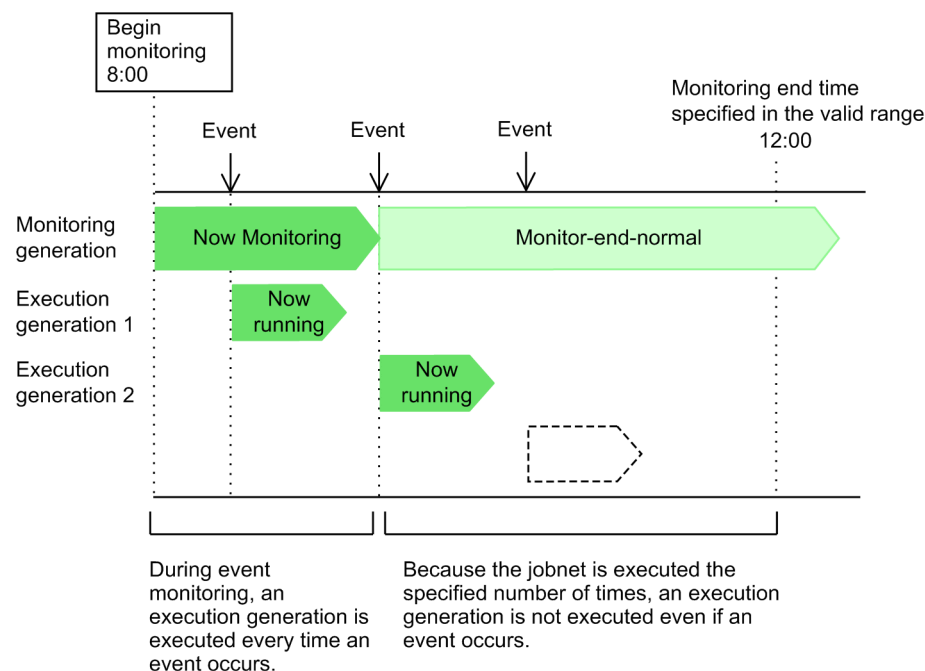 Begin
monitoring
8:00
Monitoring end time
specified in the valid range
12:00
Event
Event
Event
Monitoring
generation
Now Monitoring
Monitor-end-normal
Execution
generation 1
Now
running
Execution
generation 2
Now
running
During event
monitoring, an
execution generation is
executed every time an
event occurs.
Because the jobnet is executed the
specified number of times, an execution
generation is not executed even if an
event occurs.